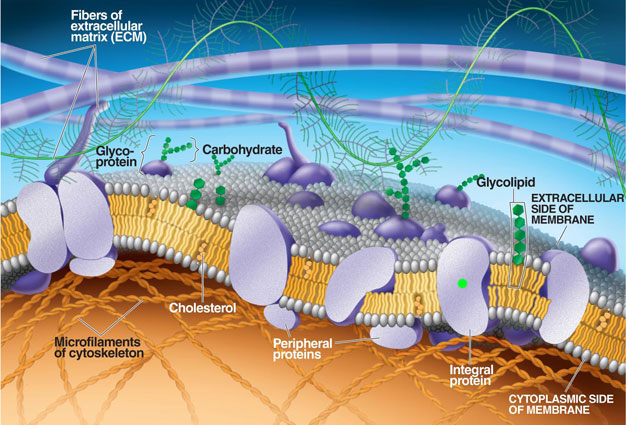 Fibers of
extracellular
matrix (ECM)
Glyco-
protein
Carbohydrate
Glycolipid
EXTRACELLULAR
SIDE OF
MEMBRANE
Cholesterol
Microfilaments
of cytoskeleton
Peripheral
proteins
Integral
protein
CYTOPLASMIC SIDE
OF MEMBRANE